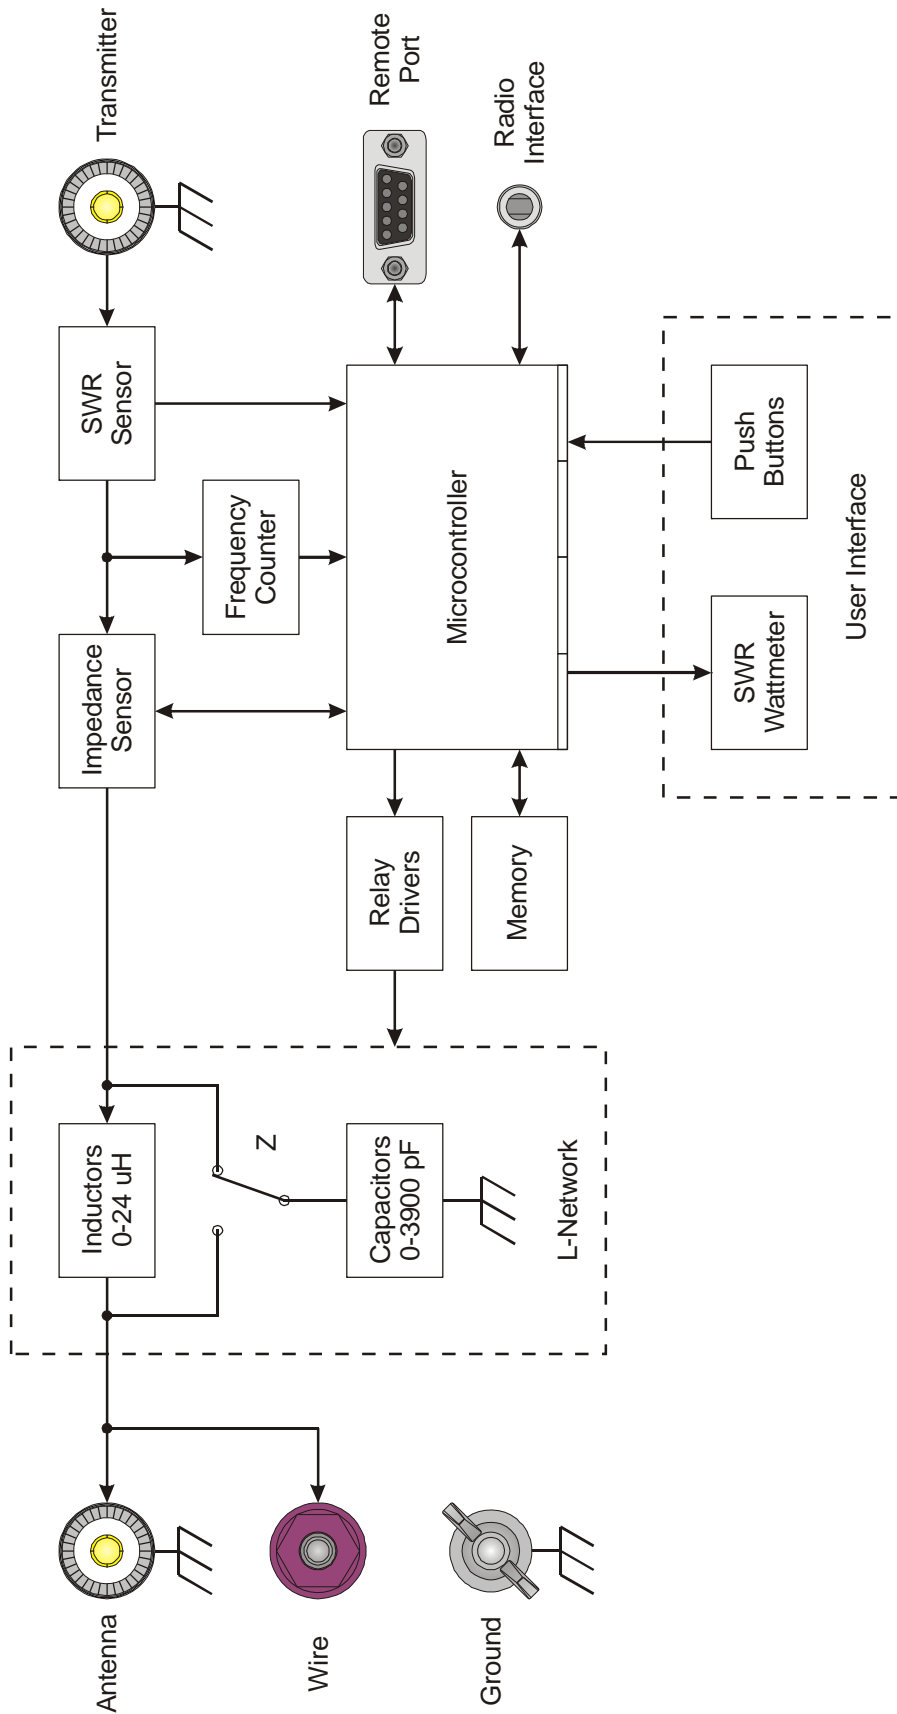 Antenna
Wire
Ground
Inductors
0-24 uH
Z
Capacitors
0-3900 pF
L-Network
Impedance
Sensor
SWR
Sensor
Frequency
Counter
Relay
Drivers
Memory
Microcontroller
Transmitter
Remote
Port
Radio
Interface
SWR
Wattmeter
Push
Buttons
User Interface